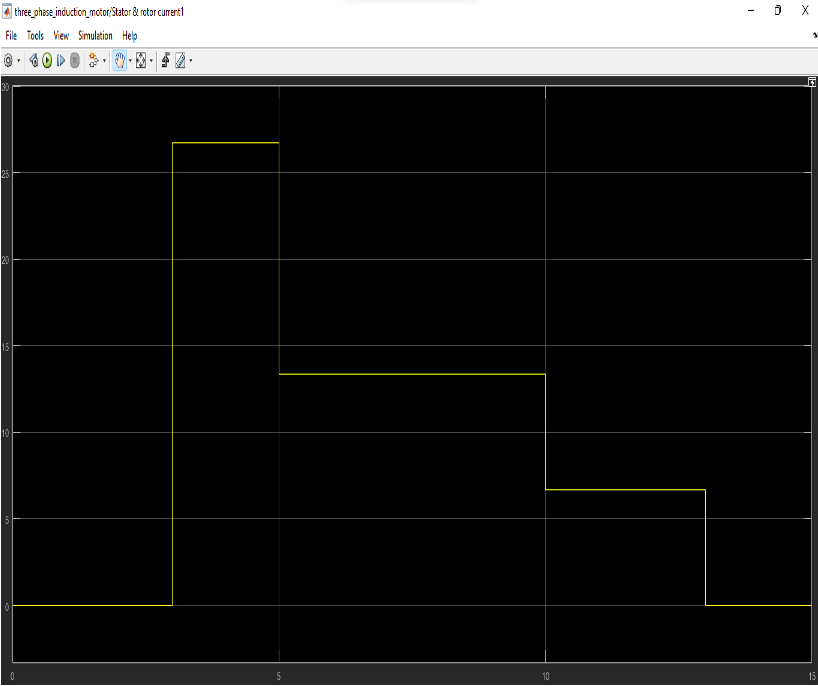 three_phase_induction_motor/Stator & rotor current1
File Tools View Simulation Help
30
25
20
15
10
5
0
0 5 10 15